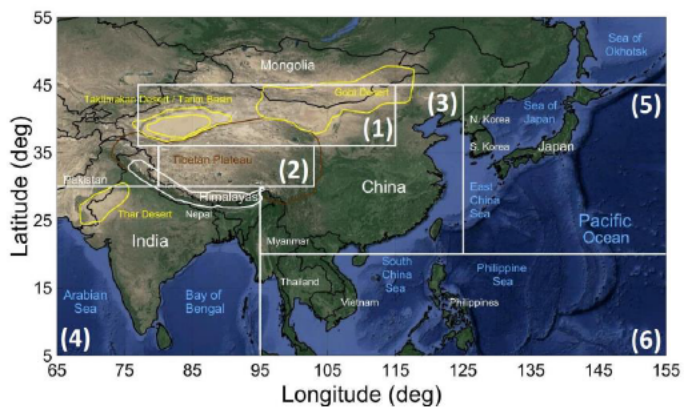 55
45
35
25
15
5
Latitude (deg)
Sea of
Okhotsk
Mongolia
Taklimakan Desert / Tarim Basin
Gobi Desert
(1)
(3)
(5)
N. Korea
S. Korea
Sea of
Japan
Japan
Tibetan Plateau
(2)
Pakistan
Himalayas
China
East
China
Sea
Thar Desert
Nepal
India
Myanmar
Pacific
Ocean
Arabian
Sea
Bay of
Bengal
Thailand
Vietnam
South
China
Sea
Philippine
Sea
Philippines
(4)
(6)
65
75
85
95
105
115
125
135
145
155
Longitude (deg)